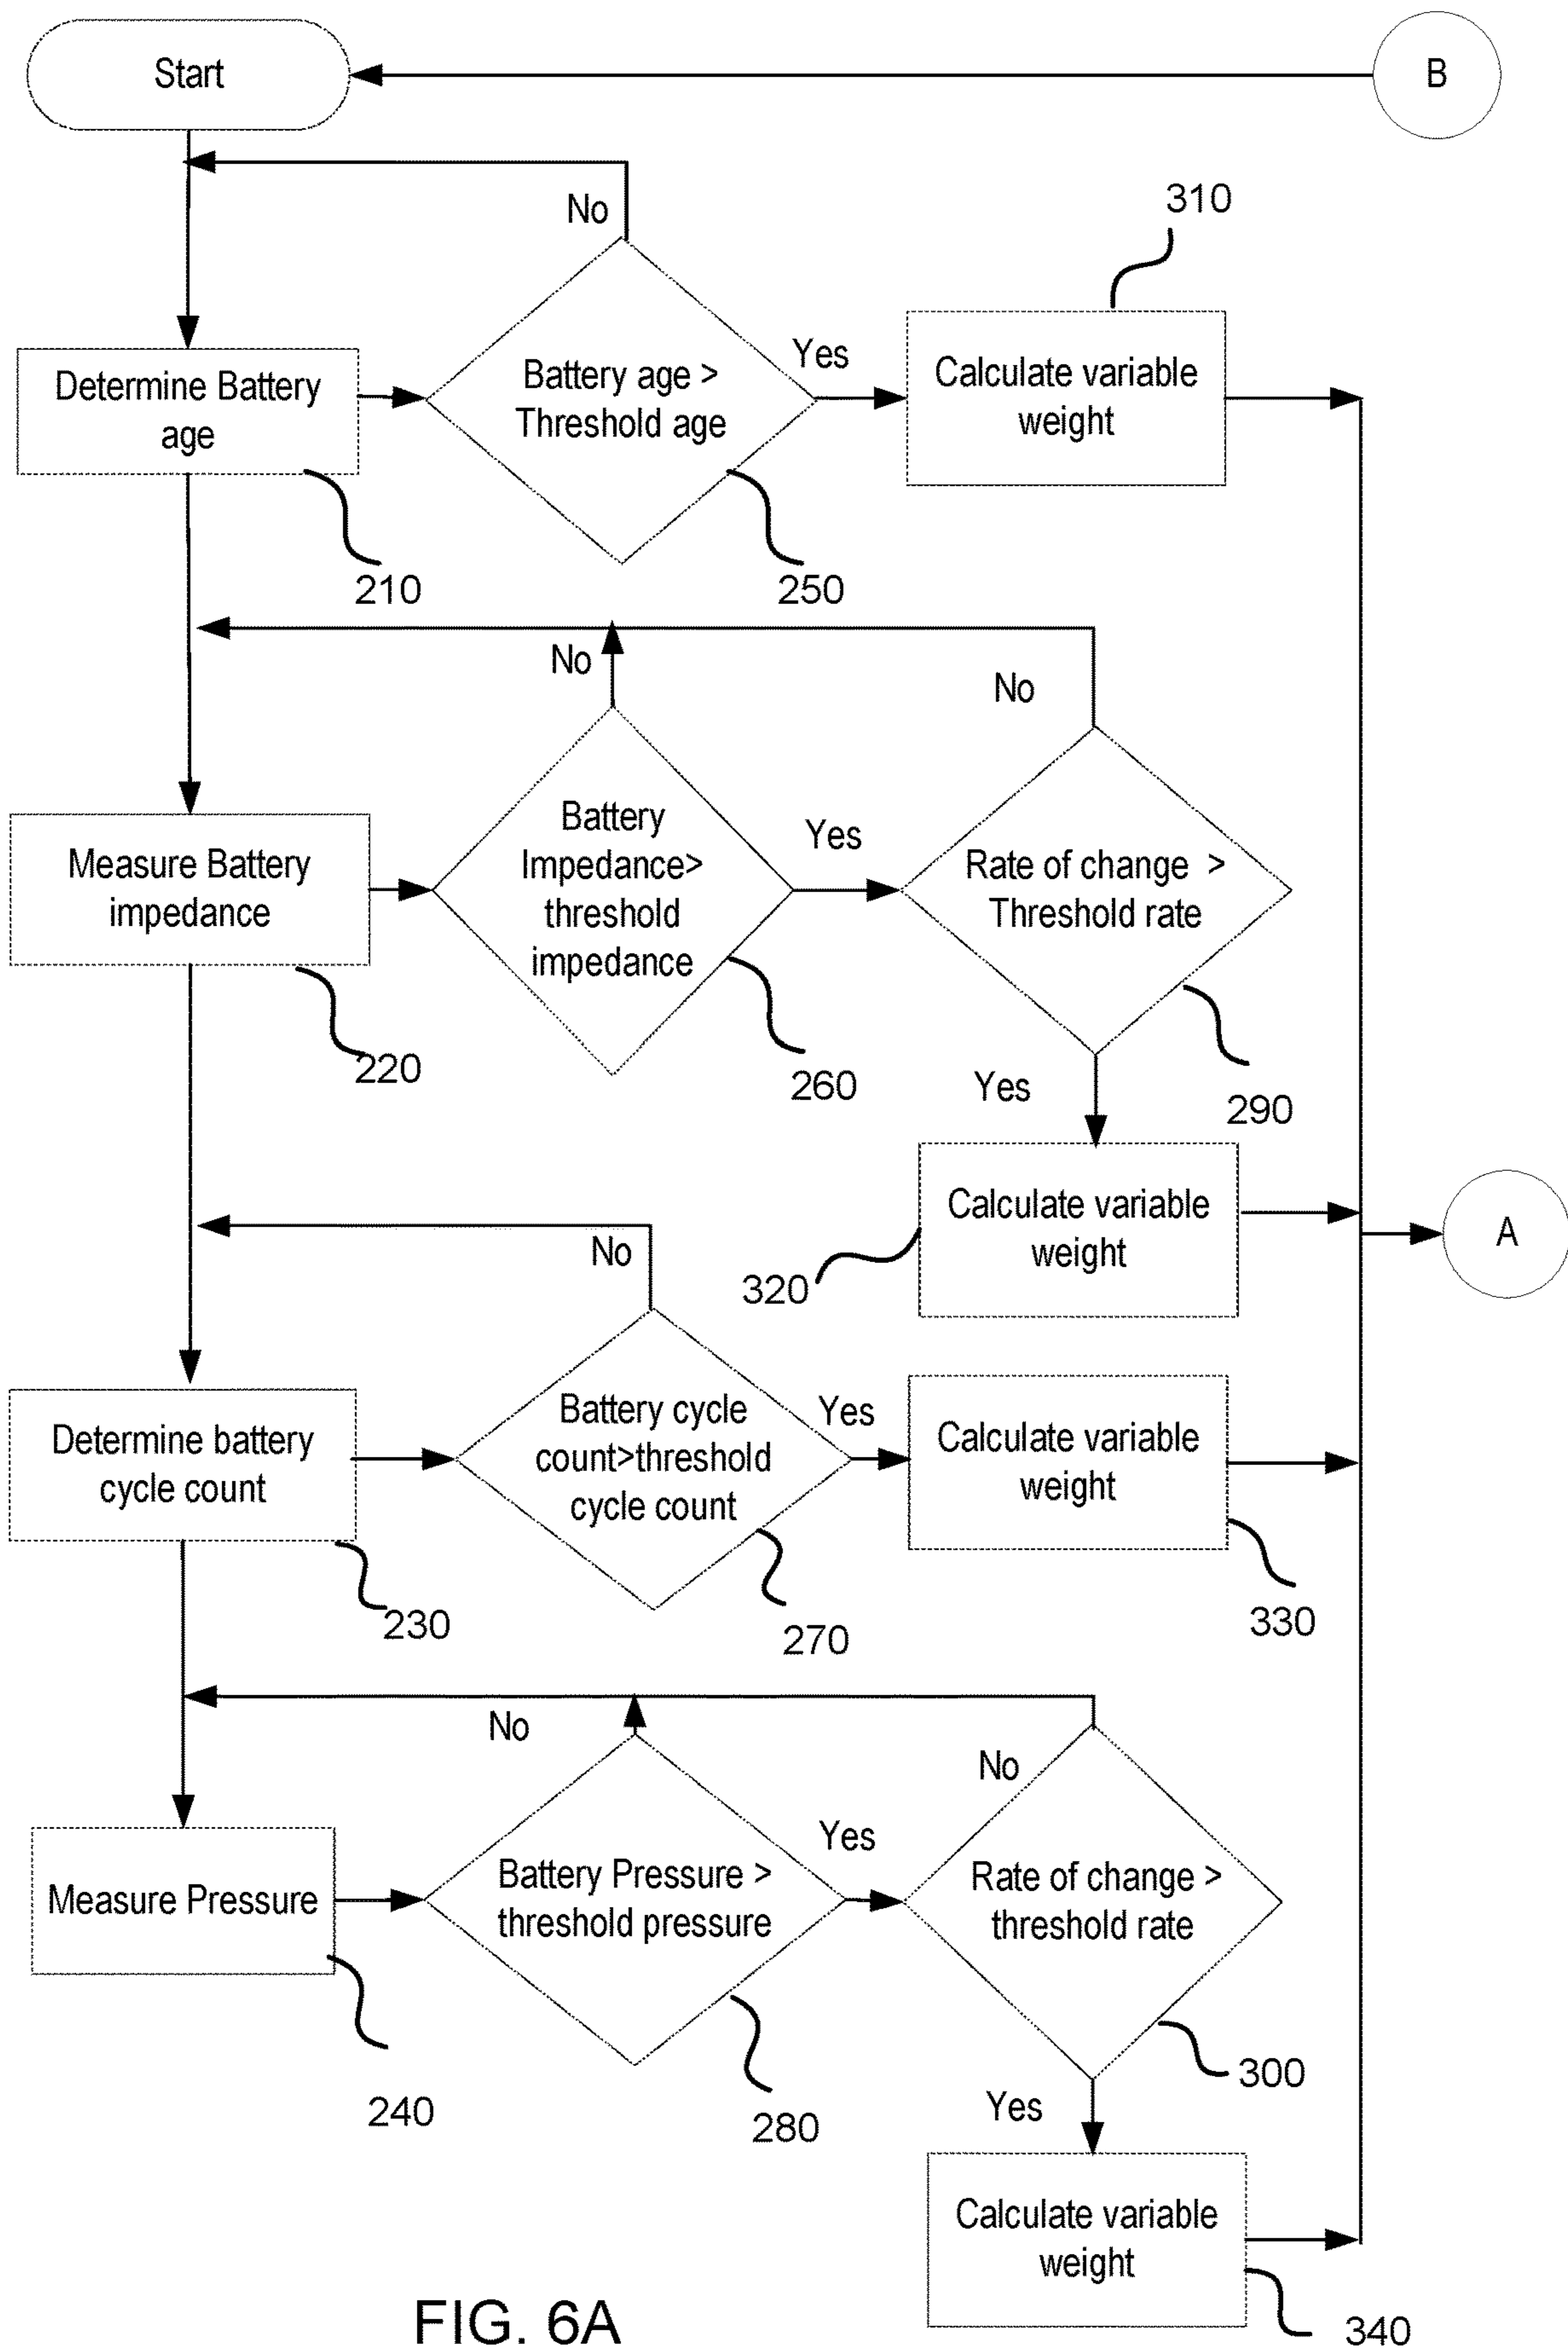 Start
B
No
310
Determine Battery
age
Battery age >
Threshold age
Yes
Calculate variable
weight
210
250
No
No
Measure Battery
impedance
Battery
Impedance>
threshold
impedance
Yes
Rate of change >
Threshold rate
220
260
290
Yes
Calculate variable
weight
320
A
No
Determine battery
cycle count
Battery cycle
count>threshold
cycle count
Yes
Calculate variable
weight
230
270
330
No
No
Measure Pressure
Battery Pressure >
threshold pressure
Yes
Rate of change >
threshold rate
240
280
300
Yes
Calculate variable
weight
340
FIG. 6A